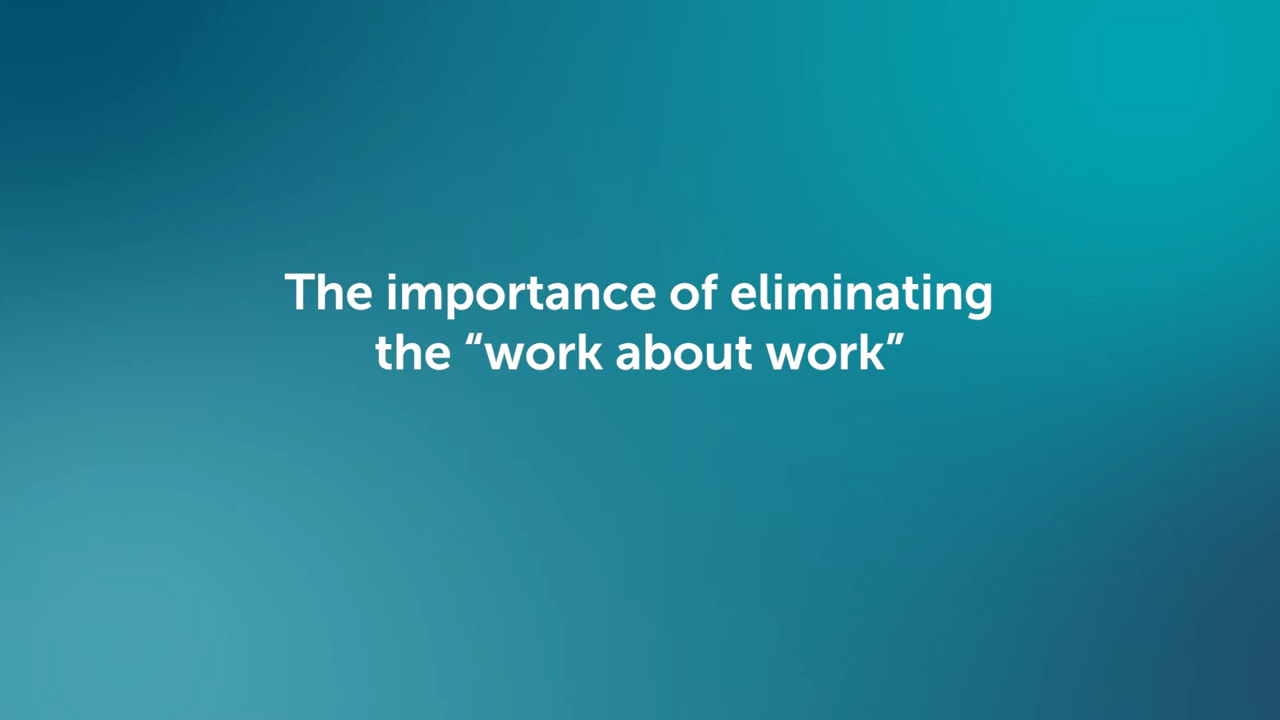 The importance of eliminating
the “work about work”